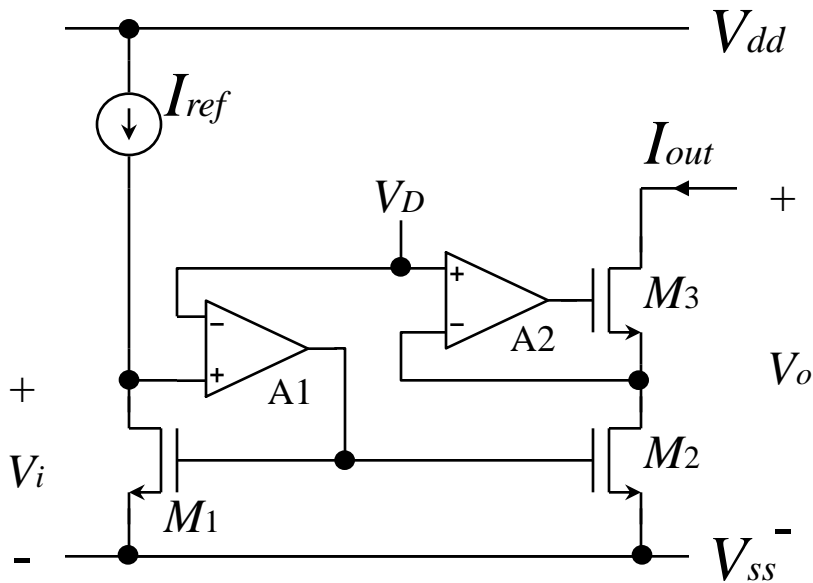 Vdd
Iref
Iout
+
VD
+
-
M3
-
A2
+
A1
+
Vo
Vi
M2
M1
-
-
Vss